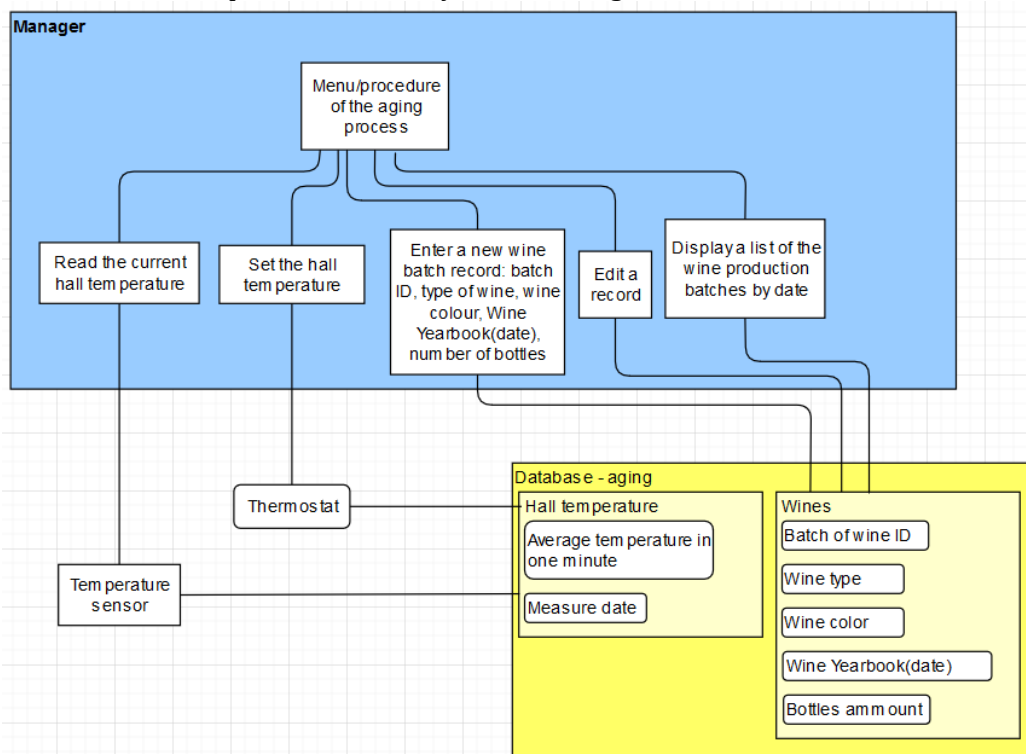 Manager
Menu/procedure
of the aging
process
Read the current
hall temperature
Set the hall
temperature
Enter a new wine
batch record: batch
ID, type of wine, wine
colour, Wine
Yearbook(date),
number of bottles
Edit a
record
Display a list of the
wine production
batches by date
Thermostat
Temperature
sensor
Database - aging
Hall temperature
Average temperature in
one minute
Measure date
Wines
Batch of wine ID
Wine type
Wine color
Wine Yearbook(date)
Bottles ammount